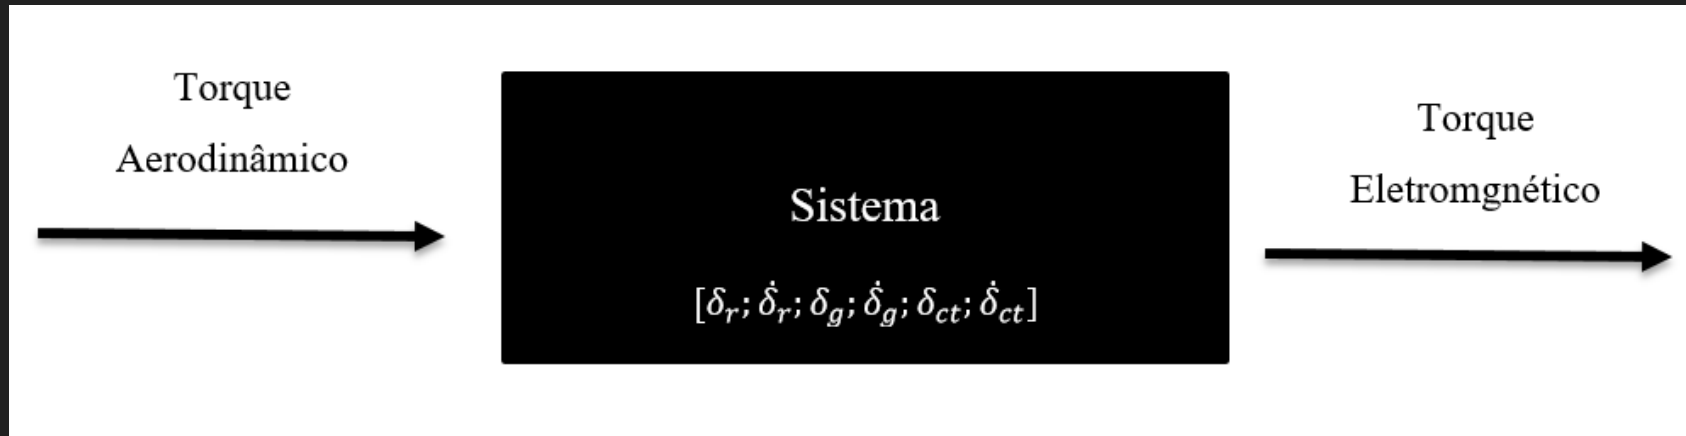 Torque
Aerodinâmico
Sistema
[δ_r; δ̇_r; δ_g; δ̇_g; δ_ct; δ̇_ct]
Torque
Eletromgnético